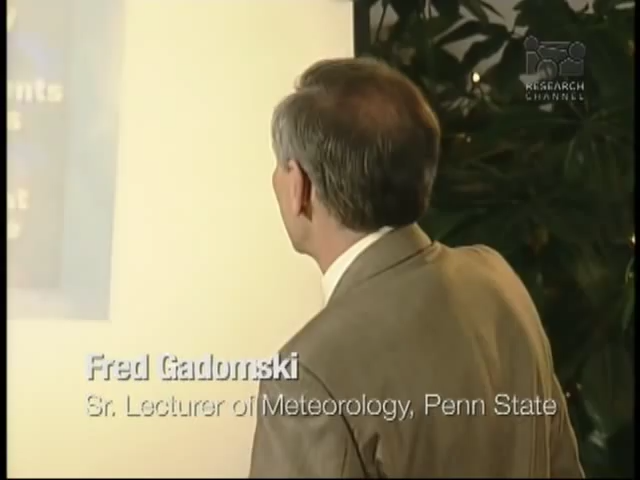 RESEARCH
CHANNEL
Fred Gadomski
Sr. Lecturer of Meteorology, Penn State